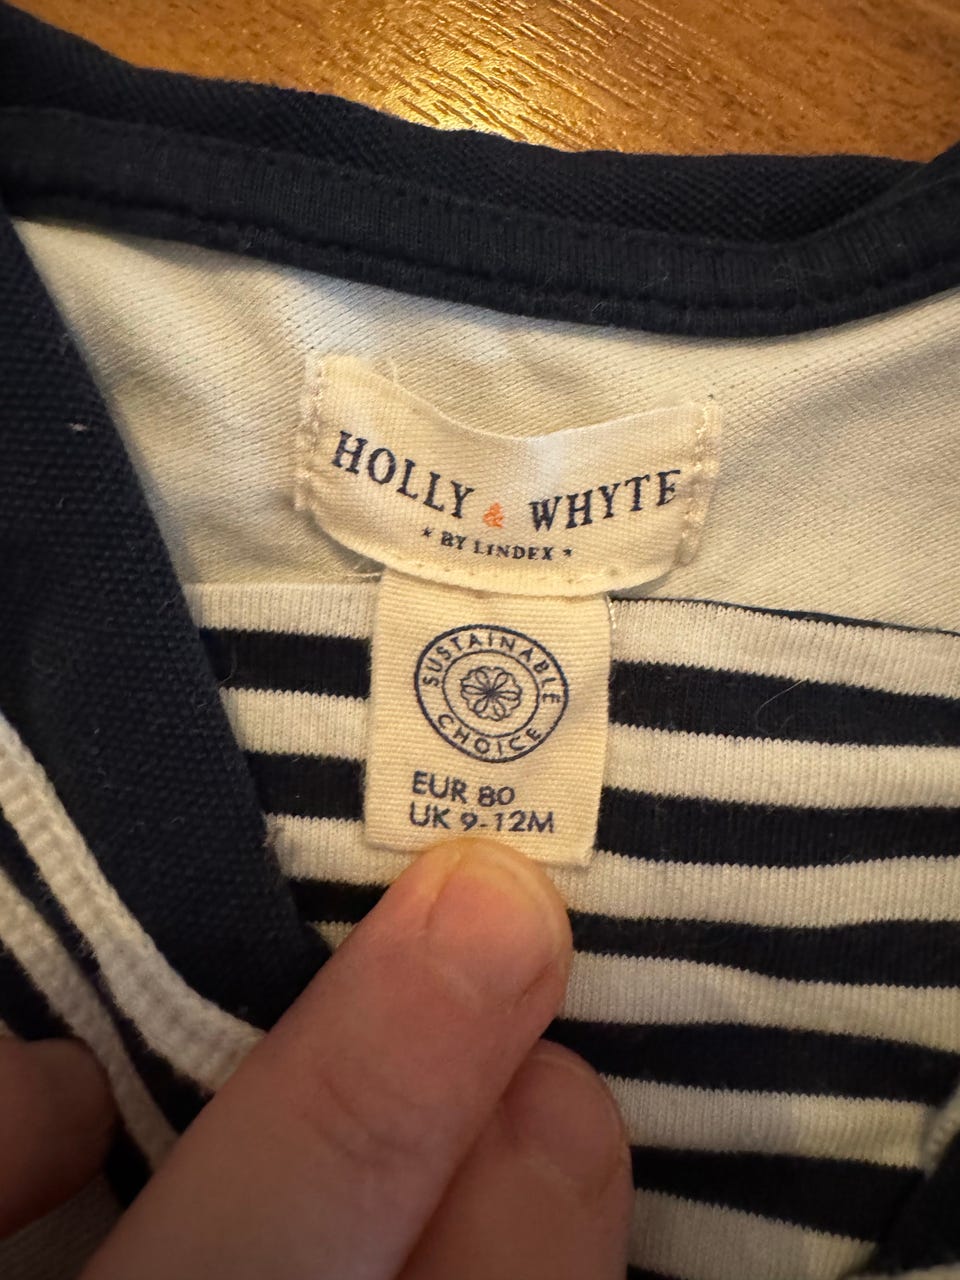 HOLLY & WHYTE
* BY LINDEX *
SUSTAINABLE
CHOICE
EUR 80
UK 9-12M